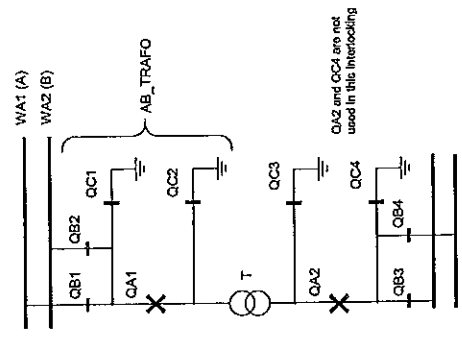 WA1 (A)
WA2 (B)
QB1
QB2
QC1
QA1
AB_TRAFO
QC2
T
QC3
QA2
QA2 and QC4 are not
used in this interlocking
QC4
QB3
QB4